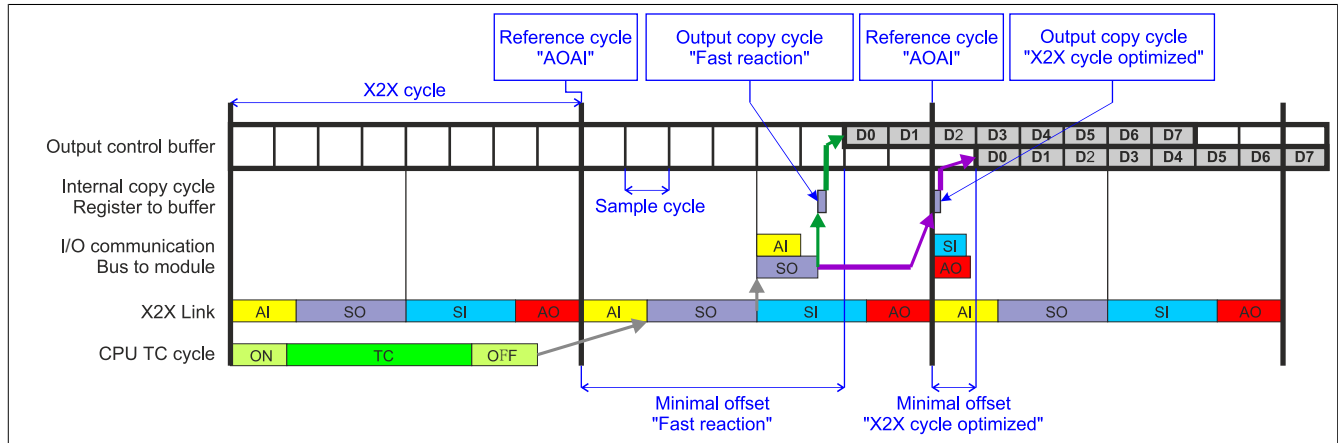 Reference cycle
"AOAI"
Output copy cycle
"Fast reaction"
Reference cycle
"AOAI"
Output copy cycle
"X2X cycle optimized"
X2X cycle
Output control buffer
D0 D1 D2 D3 D4 D5 D6 D7
D0 D1 D2 D3 D4 D5 D6 D7
Internal copy cycle
Register to buffer
Sample cycle
I/O communication
Bus to module
AI
SO
SI
AO
X2X Link
AI SO SI AO AI SO SI AO AI SO SI AO
CPU TC cycle
ON TC OFF
Minimal offset
"Fast reaction"
Minimal offset
"X2X cycle optimized"